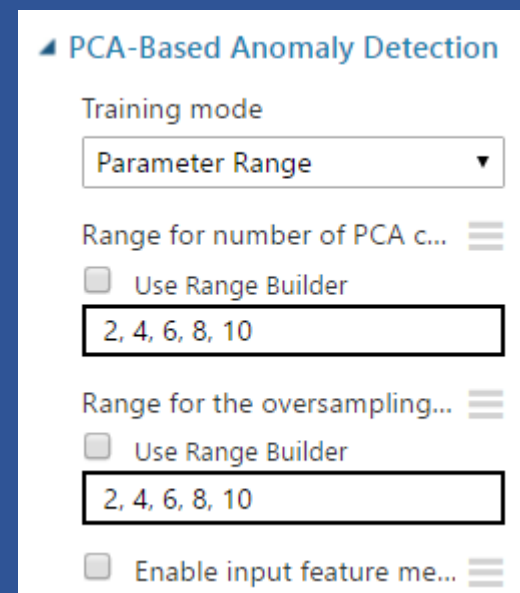 PCA-Based Anomaly Detection
Training mode
Parameter Range
Range for number of PCA c...
Use Range Builder
2, 4, 6, 8, 10
Range for the oversampling...
Use Range Builder
2, 4, 6, 8, 10
Enable input feature me...